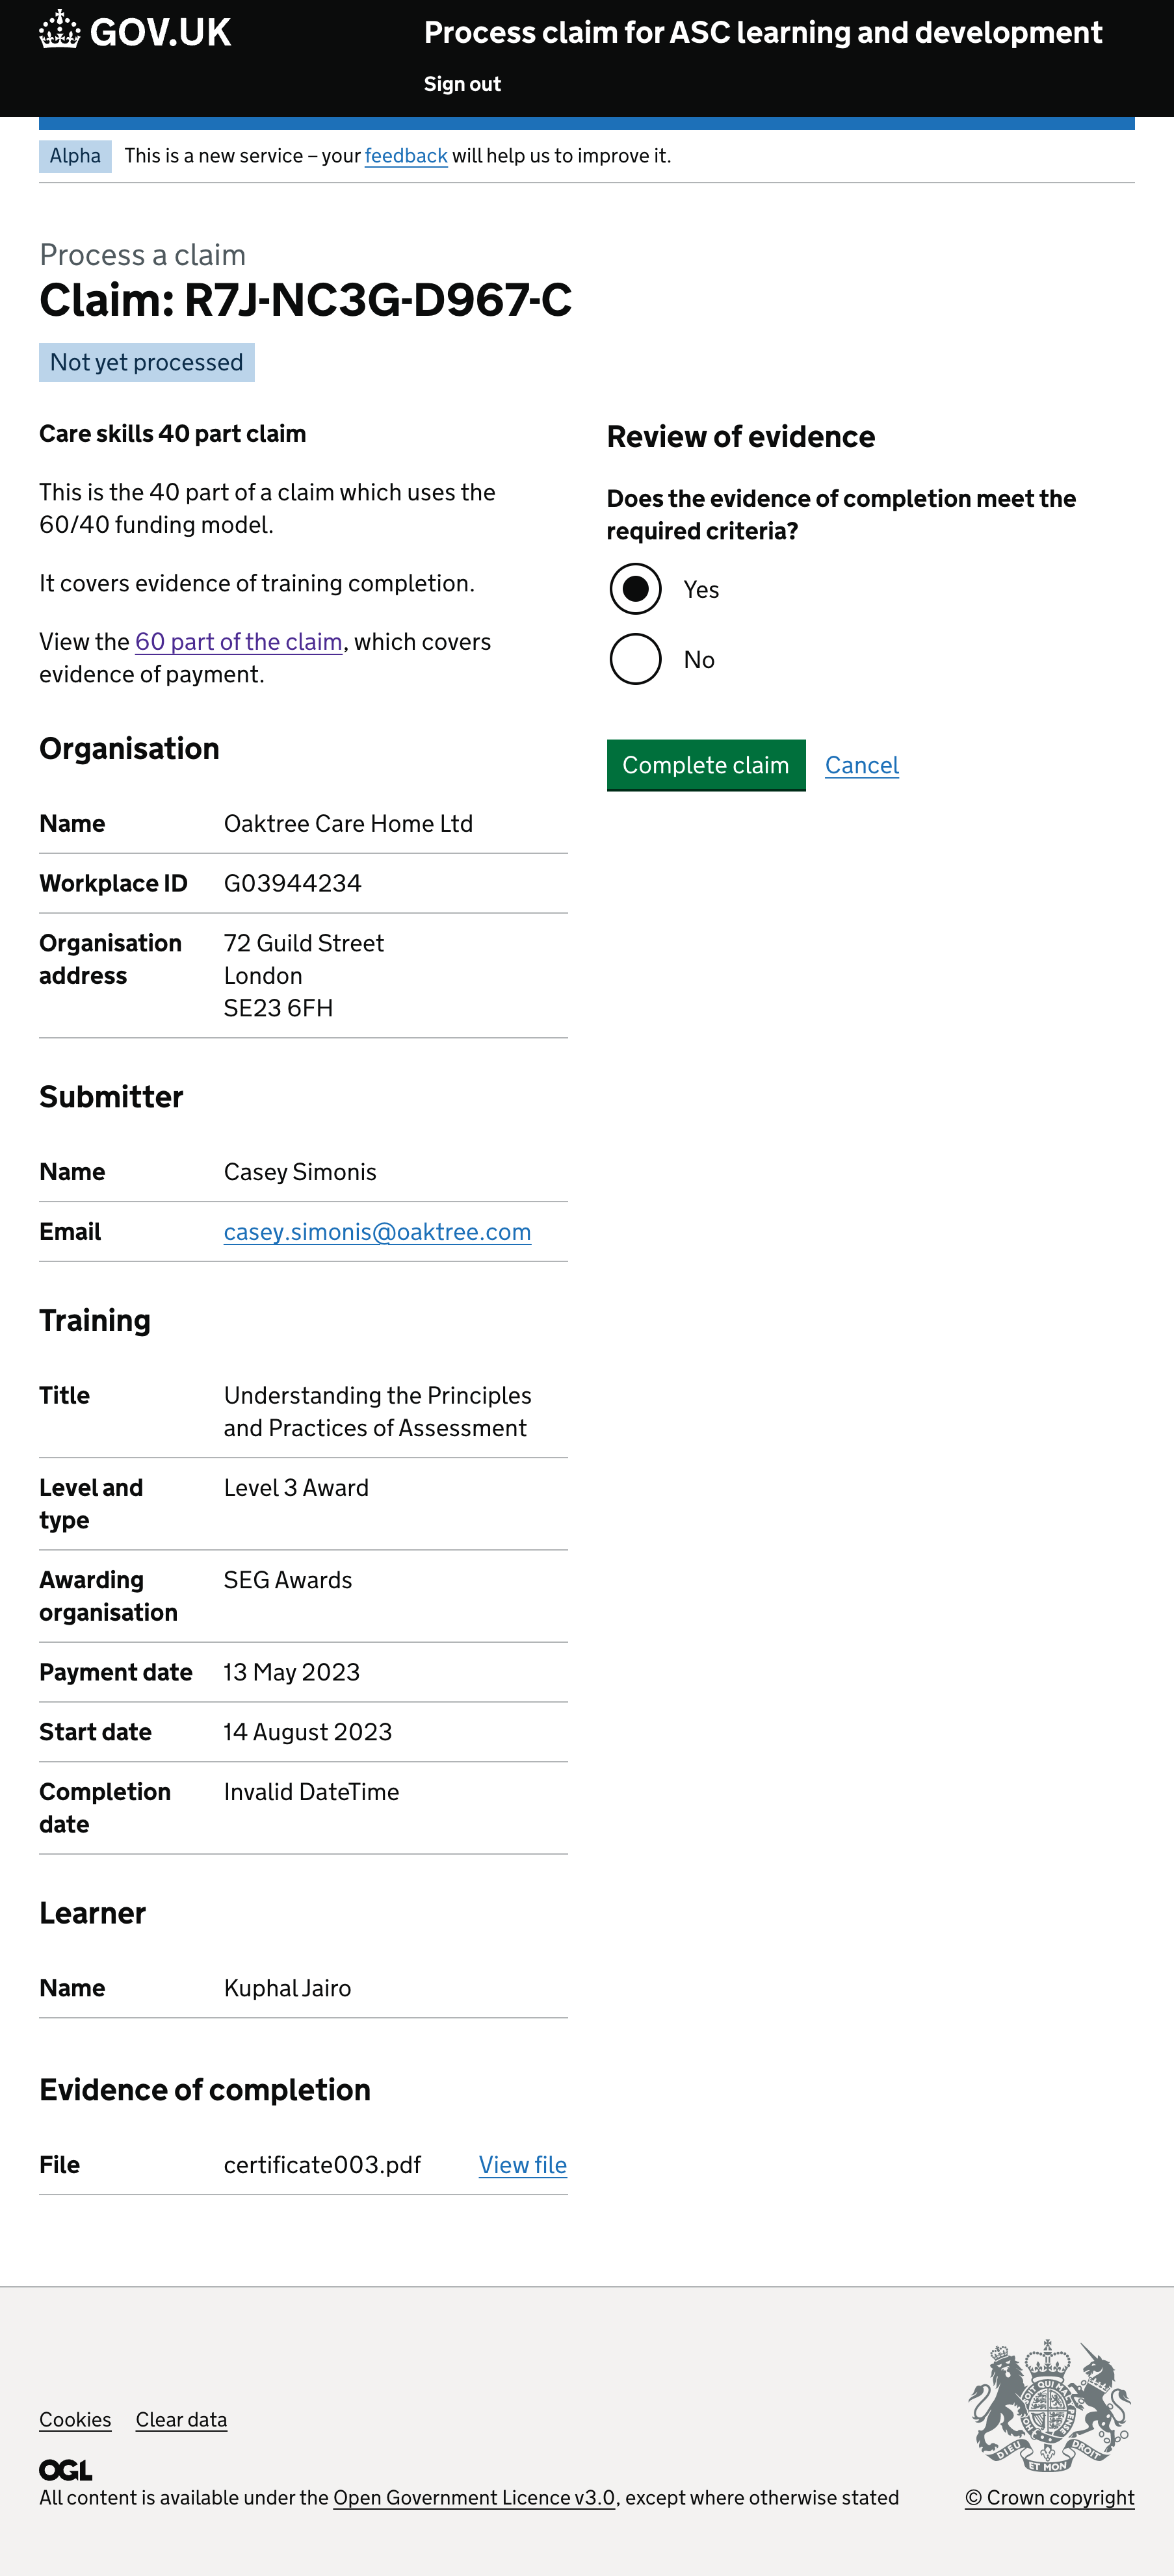 GOV.UK
Process claim for ASC learning and development
Sign out
Alpha This is a new service – your feedback will help us to improve it.
Process a claim
Claim: R7J-NC3G-D967-C
Not yet processed
Care skills 40 part claim
This is the 40 part of a claim which uses the
60/40 funding model.
It covers evidence of training completion.
View the 60 part of the claim, which covers
evidence of payment.
Organisation
Name Oaktree Care Home Ltd
Workplace ID G03944234
Organisation address 72 Guild Street
London
SE23 6FH
Submitter
Name Casey Simonis
Email casey.simonis@oaktree.com
Training
Title Understanding the Principles
and Practices of Assessment
Level and type Level 3 Award
Awarding organisation SEG Awards
Payment date 13 May 2023
Start date 14 August 2023
Completion date Invalid DateTime
Learner
Name Kuphal Jairo
Evidence of completion
File certificate003.pdf View file
Review of evidence
Does the evidence of completion meet the
required criteria?
Yes
No
Complete claim Cancel
Cookies Clear data
OGL
All content is available under the Open Government Licence v3.0, except where otherwise stated
DIEU ET MON DROIT
© Crown copyright